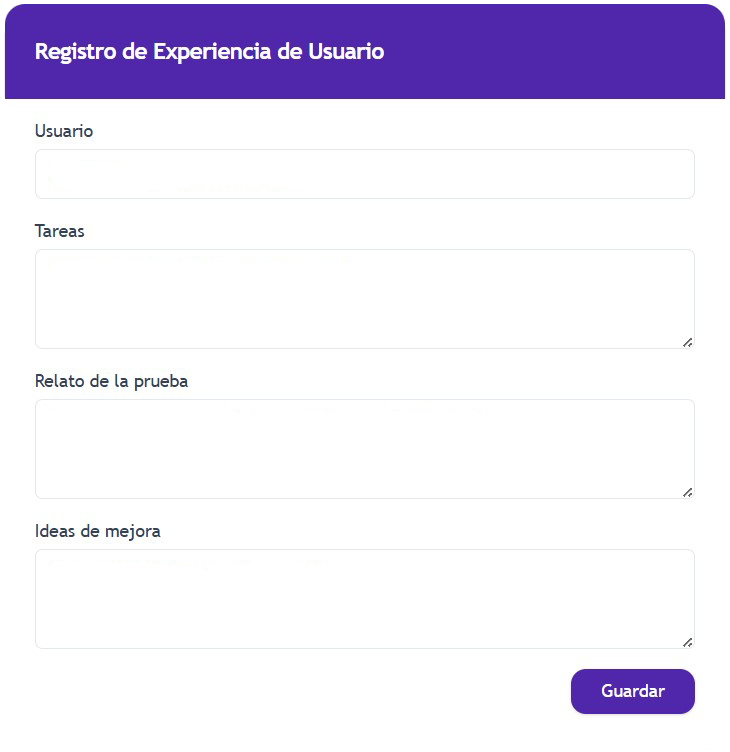 Registro de Experiencia de Usuario
Usuario
Tareas
Relato de la prueba
Ideas de mejora
Guardar